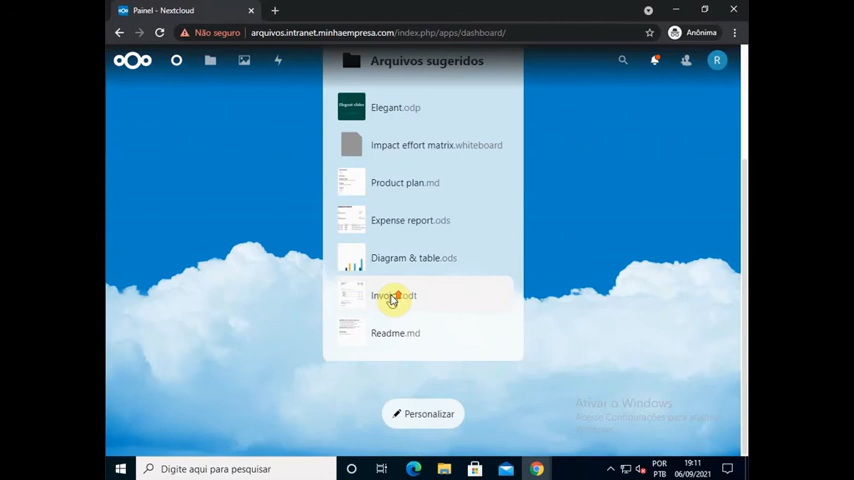 Painel - Nextcloud
Não seguro
arquivos.intranet.minhaempresa.com/index.php/apps/dashboard/
Anônima
R
Arquivos sugeridos
Elegant.odp
Impact effort matrix.whiteboard
Product plan.md
Expense report.ods
Diagram & table.ods
Readme.md
Personalizar
Ativar o Windows
Digite aqui para pesquisar
POR
PTB
19:11
06/09/2021